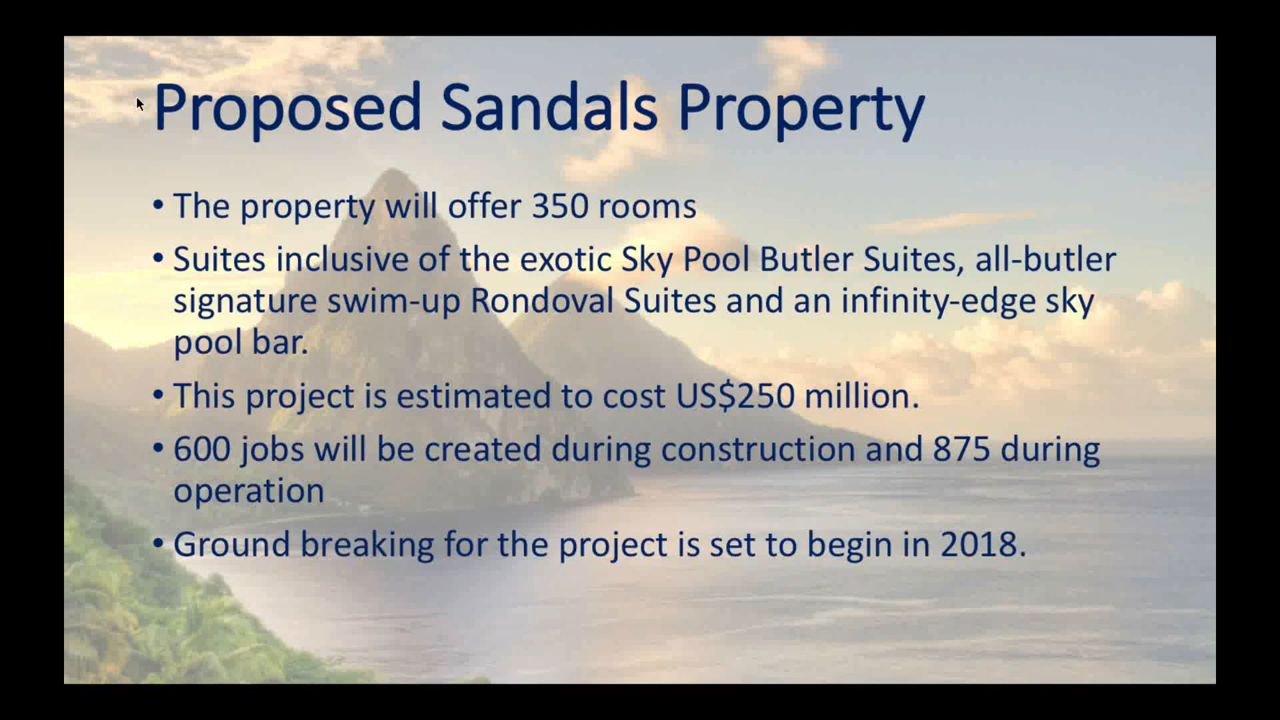 Proposed Sandals Property
• The property will offer 350 rooms
• Suites inclusive of the exotic Sky Pool Butler Suites, all-butler
signature swim-up Rondoval Suites and an infinity-edge sky
pool bar.
• This project is estimated to cost US$250 million.
• 600 jobs will be created during construction and 875 during
operation
• Ground breaking for the project is set to begin in 2018.